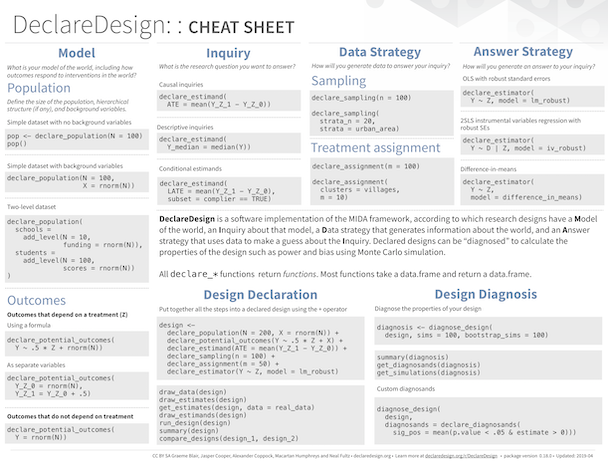 DeclareDesign: : CHEAT SHEET
Model
What is your model of the world, including how
outcomes respond to interventions in the world?
Population
Define the size of the population, hierarchical
structure (if any), and background variables.
Simple dataset with no background variables
pop <- declare_population(N = 100)
pop()
Simple dataset with background variables
declare_population(N = 100,
X = rnorm(N))
Two-level dataset
declare_population(
schools =
add_level(N = 10,
funding = rnorm(N)),
students =
add_level(N = 100,
scores = rnorm(N))
)
Outcomes
Outcomes that depend on a treatment (Z)
Using a formula
declare_potential_outcomes(
Y ~ .5 * Z + rnorm(N))
As separate variables
declare_potential_outcomes(
Y_Z_0 = rnorm(N),
Y_Z_1 = Y_Z_0 + .5)
Outcomes that do not depend on treatment
declare_potential_outcomes(
Y = rnorm(N))
Inquiry
What is the research question you want to answer?
Causal inquiries
declare_estimand(
ATE = mean(Y_Z_1 - Y_Z_0))
Descriptive inquiries
declare_estimand(
Y_median = median(Y))
Conditional estimands
declare_estimand(
LATE = mean(Y_Z_1 - Y_Z_0),
subset = complier == TRUE)
Data Strategy
How will you generate data to answer your inquiry?
Sampling
declare_sampling(n = 100)
declare_sampling(
strata_n = 20,
strata = urban_area)
Treatment assignment
declare_assignment(m = 100)
declare_assignment(
clusters = villages,
m = 10)
Answer Strategy
How will you generate an answer to your inquiry?
OLS with robust standard errors
declare_estimator(
Y ~ Z, model = lm_robust)
2SLS instrumental variables regression with
robust SEs
declare_estimator(
Y ~ D | Z, model = iv_robust)
Difference-in-means
declare_estimator(
Y ~ Z,
model = difference_in_means)
DeclareDesign is a software implementation of the MIDA framework, according to which research designs have a Model
of the world, an Inquiry about that model, a Data strategy that generates information about the world, and an Answer
strategy that uses data to make a guess about the Inquiry. Declared designs can be “diagnosed” to calculate the
properties of the design such as power and bias using Monte Carlo simulation.
All declare_* functions return functions. Most functions take a data.frame and return a data.frame.
Design Declaration
Put together all the steps into a declared design using the + operator
design <-
declare_population(N = 200, X = rnorm(N)) +
declare_potential_outcomes(Y ~ .5 * Z + X) +
declare_estimand(ATE = mean(Y_Z_1 - Y_Z_0)) +
declare_sampling(n = 100) +
declare_assignment(m = 50) +
declare_estimator(Y ~ Z, model = lm_robust)
draw_data(design)
draw_estimates(design)
get_estimates(design, data = real_data)
draw_estimands(design)
run_design(design)
summary(design)
compare_designs(design_1, design_2)
Design Diagnosis
Diagnose the properties of your design
diagnosis <- diagnose_design(
design, sims = 100, bootstrap_sims = 100)
summary(diagnosis)
get_diagnosands(diagnosis)
get_simulations(diagnosis)
Custom diagnosands
diagnose_design(
design,
diagnosands = declare_diagnosands(
sig_pos = mean(p.value < .05 & estimate > 0)))
CC BY SA Graeme Blair, Jasper Cooper, Alexander Coppock, Macartan Humphreys and Neal Fultz • declaredesign.org • Learn more at declaredesign.org/r/DeclareDesign • package version 0.18.0 • Updated: 2019-04